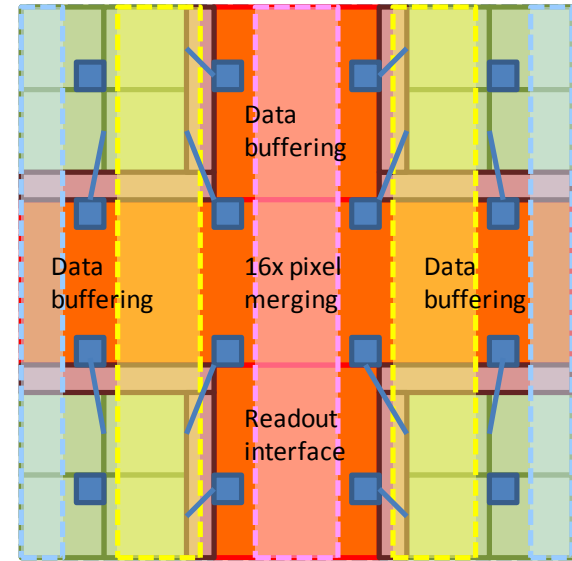 Data
buffering
Data
buffering
16x pixel
merging
Data
buffering
Readout
interface